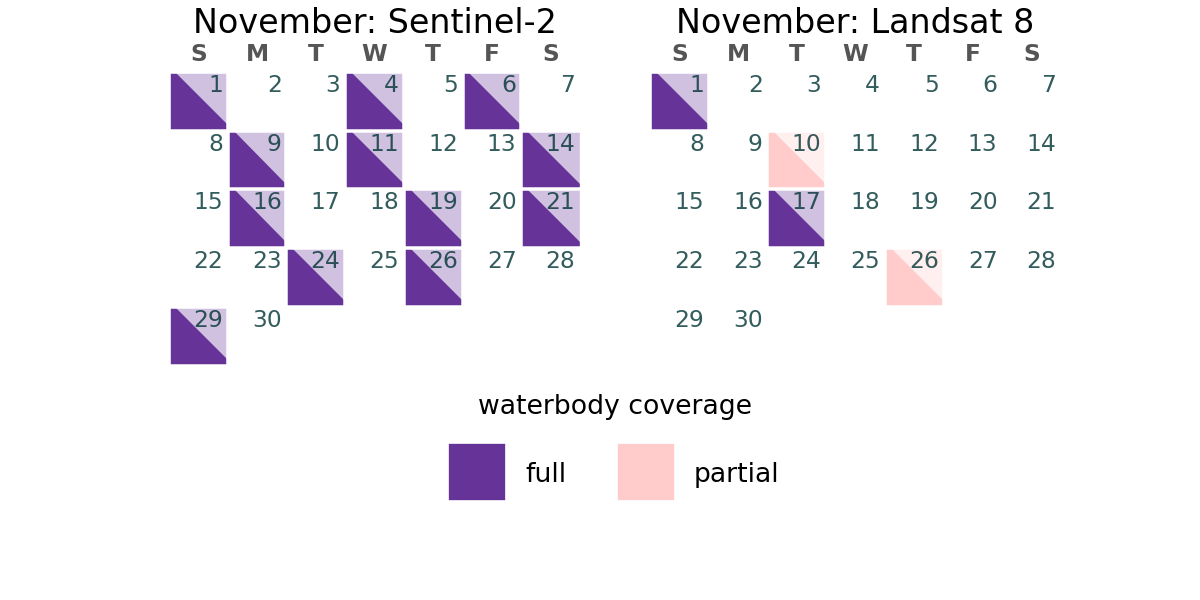 November: Sentinel-2
S M T W T F S
1 2 3 4 5 6 7
8 9 10 11 12 13 14
15 16 17 18 19 20 21
22 23 24 25 26 27 28
29 30
November: Landsat 8
S M T W T F S
1 2 3 4 5 6 7
8 9 10 11 12 13 14
15 16 17 18 19 20 21
22 23 24 25 26 27 28
29 30
waterbody coverage
full partial